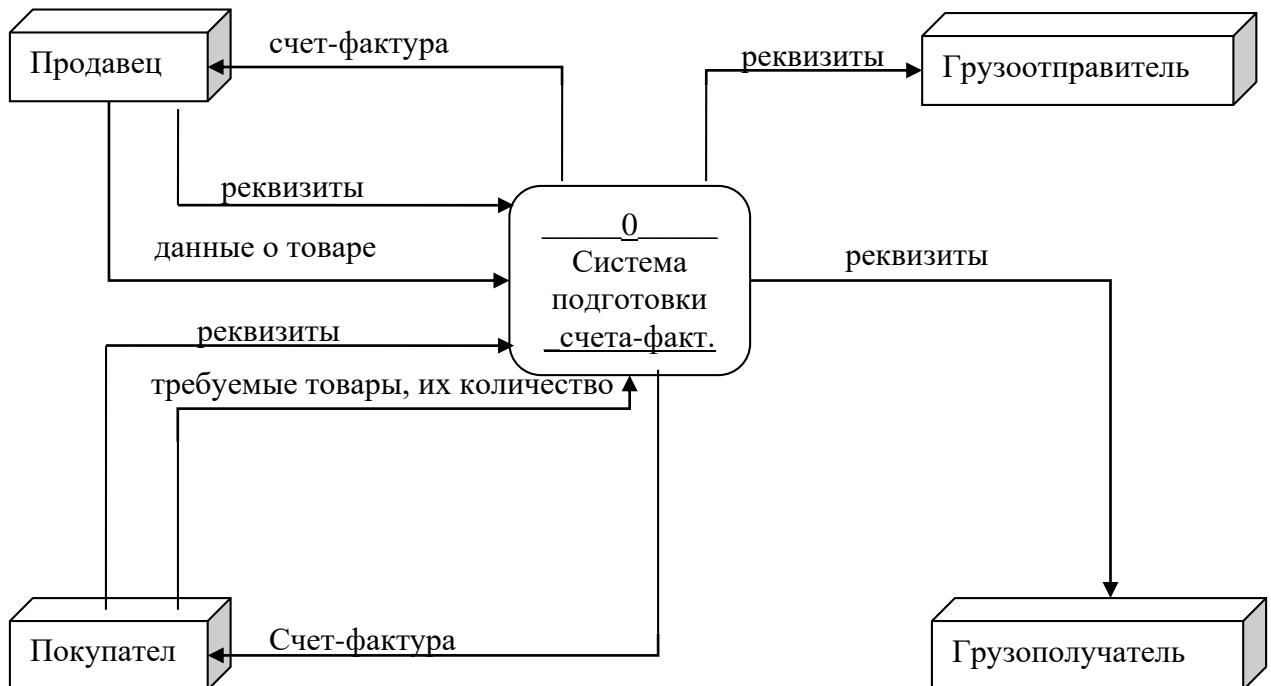 счет-фактура
Продавец
реквизиты
Грузоотправитель
реквизиты
данные о товаре
0
Система
подготовки
_счета-факт.
реквизиты
реквизиты
требуемые товары, их количество
Покупател
Счет-фактура
Грузополучатель